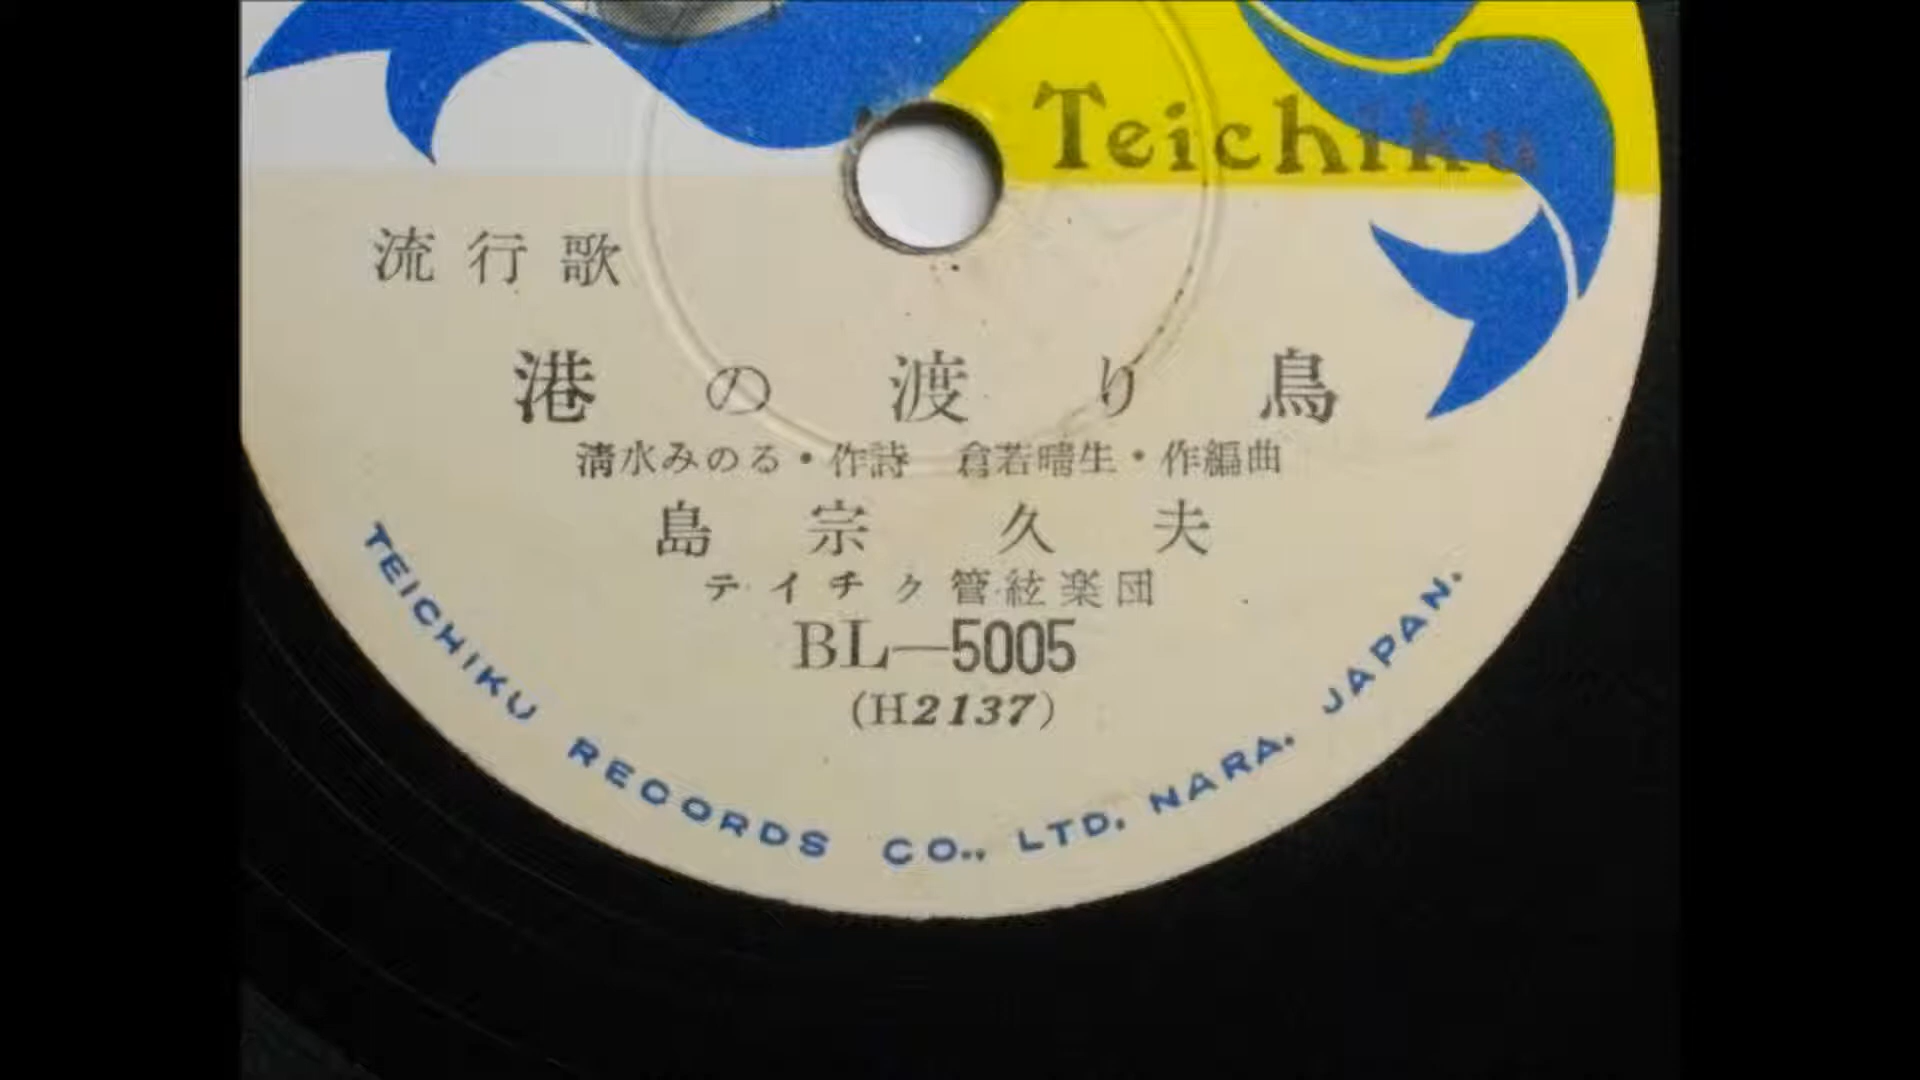 Teichiku
流行歌
港の渡り鳥
清水みのる・作詩 倉若晴生・作編曲
島宗久夫
テイチク管絃楽団
BL—5005
(H2137)
TEICHIKU RECORDS CO., LTD. NARA. JAPAN.